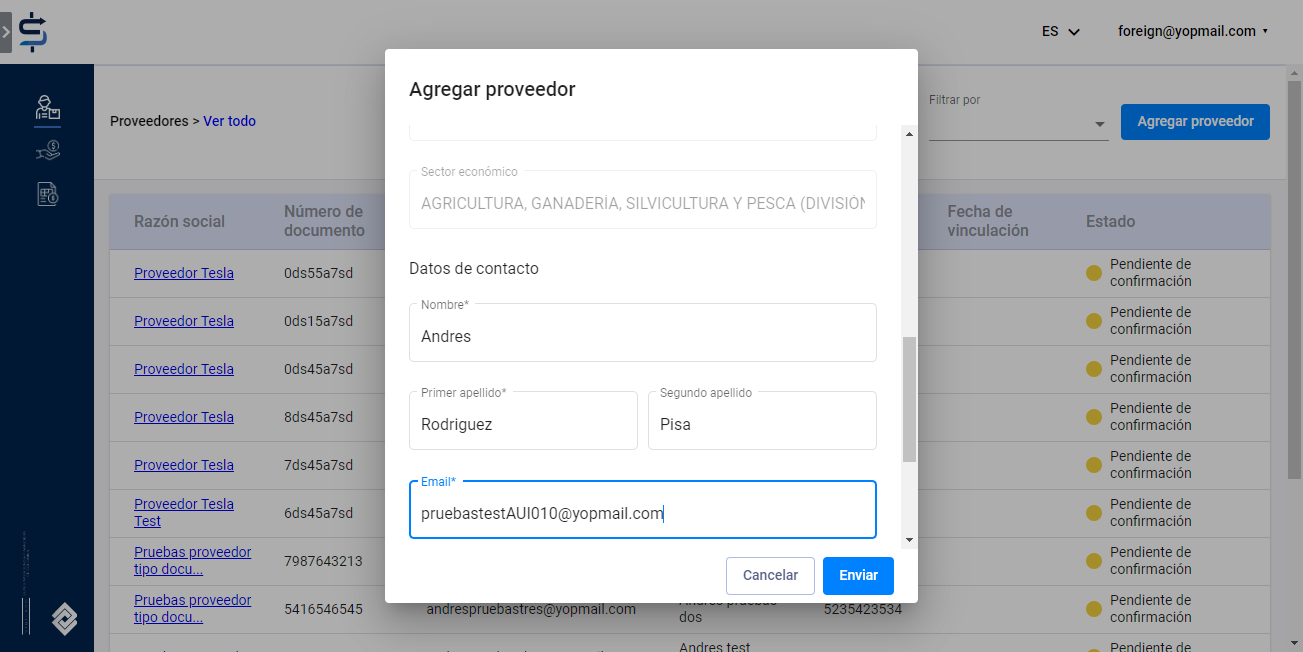 ES
foreign@yopmail.com
Agregar proveedor
Proveedores > Ver todo
Filtrar por
Agregar proveedor
Sector económico
AGRICULTURA, GANADERÍA, SILVICULTURA Y PESCA (DIVISIÓN
Datos de contacto
Nombre*
Andres
Primer apellido*
Segundo apellido
Rodriguez
Pisa
Email*
pruebastestAUI010@yopmail.com
Cancelar
Enviar
Razón social
Número de
documento
Fecha de
vinculación
Estado
Proveedor Tesla
0ds55a7sd
Pendiente de
confirmación
Proveedor Tesla
0ds15a7sd
Pendiente de
confirmación
Proveedor Tesla
0ds45a7sd
Pendiente de
confirmación
Proveedor Tesla
8ds45a7sd
Pendiente de
confirmación
Proveedor Tesla
7ds45a7sd
Pendiente de
confirmación
Proveedor Tesla
Test
6ds45a7sd
Pendiente de
confirmación
Pruebas proveedor
tipo docu...
7987643213
Pendiente de
confirmación
Pruebas proveedor
tipo docu...
5416546545
andrespruebastres@yopmail.com
Andres pruebas
dos
5235423534
Pendiente de
confirmación
Andres test
Pendiente de